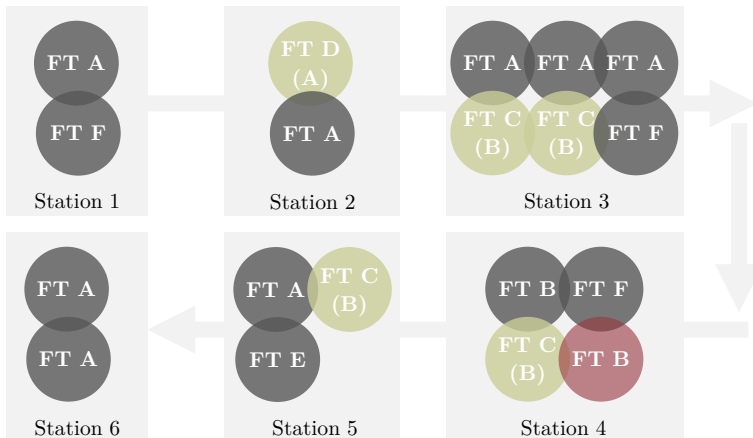 FT A
FT F
Station 1
FT D
(A)
FT A
Station 2
FT A FT A FT A
FT C FT C FT F
(B) (B)
Station 3
FT A
FT A
Station 6
FT A FT C
(B)
FT E
Station 5
FT B FT F
FT C FT B
(B)
Station 4